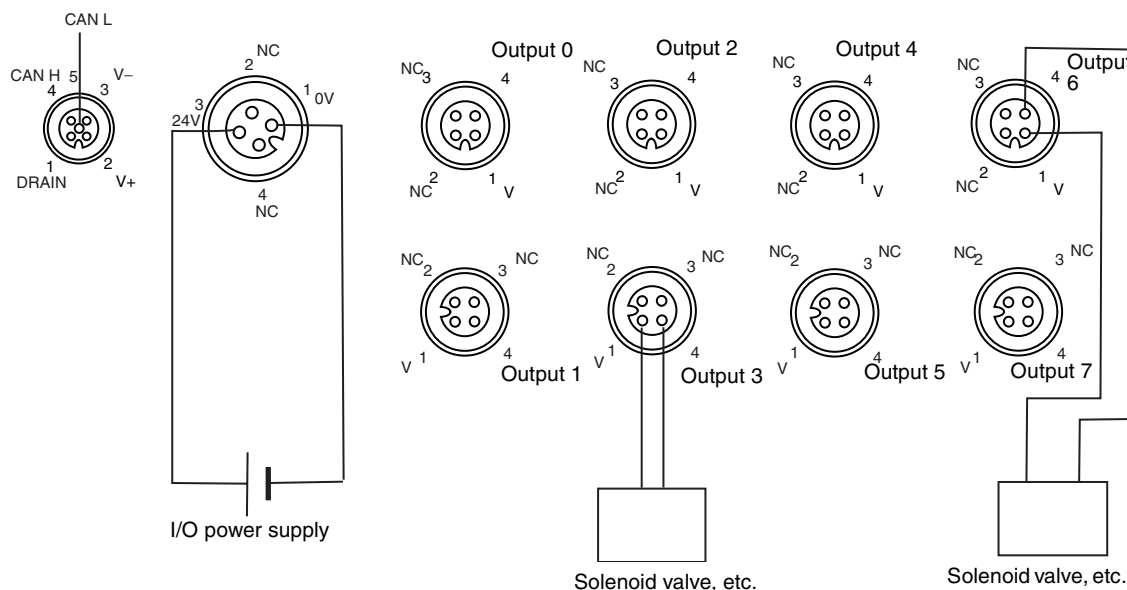 CAN L
CAN H
5
V–
4
3
1
2
DRAIN
V+
NC
2
3
1
0V
24V
4
NC
I/O power supply
Output 0
NC
3
4
NC
2
1
V
Output 2
NC
3
4
NC
2
1
V
Output 4
NC
3
4
NC
2
1
V
Output
6
NC
3
4
NC
2
1
V
NC
2
3
NC
V
1
4
Output 1
NC
2
3
NC
V
1
4
Output 3
NC
2
3
NC
V
1
4
Output 5
NC
2
3
NC
V
1
4
Output 7
Solenoid valve, etc.
Solenoid valve, etc.